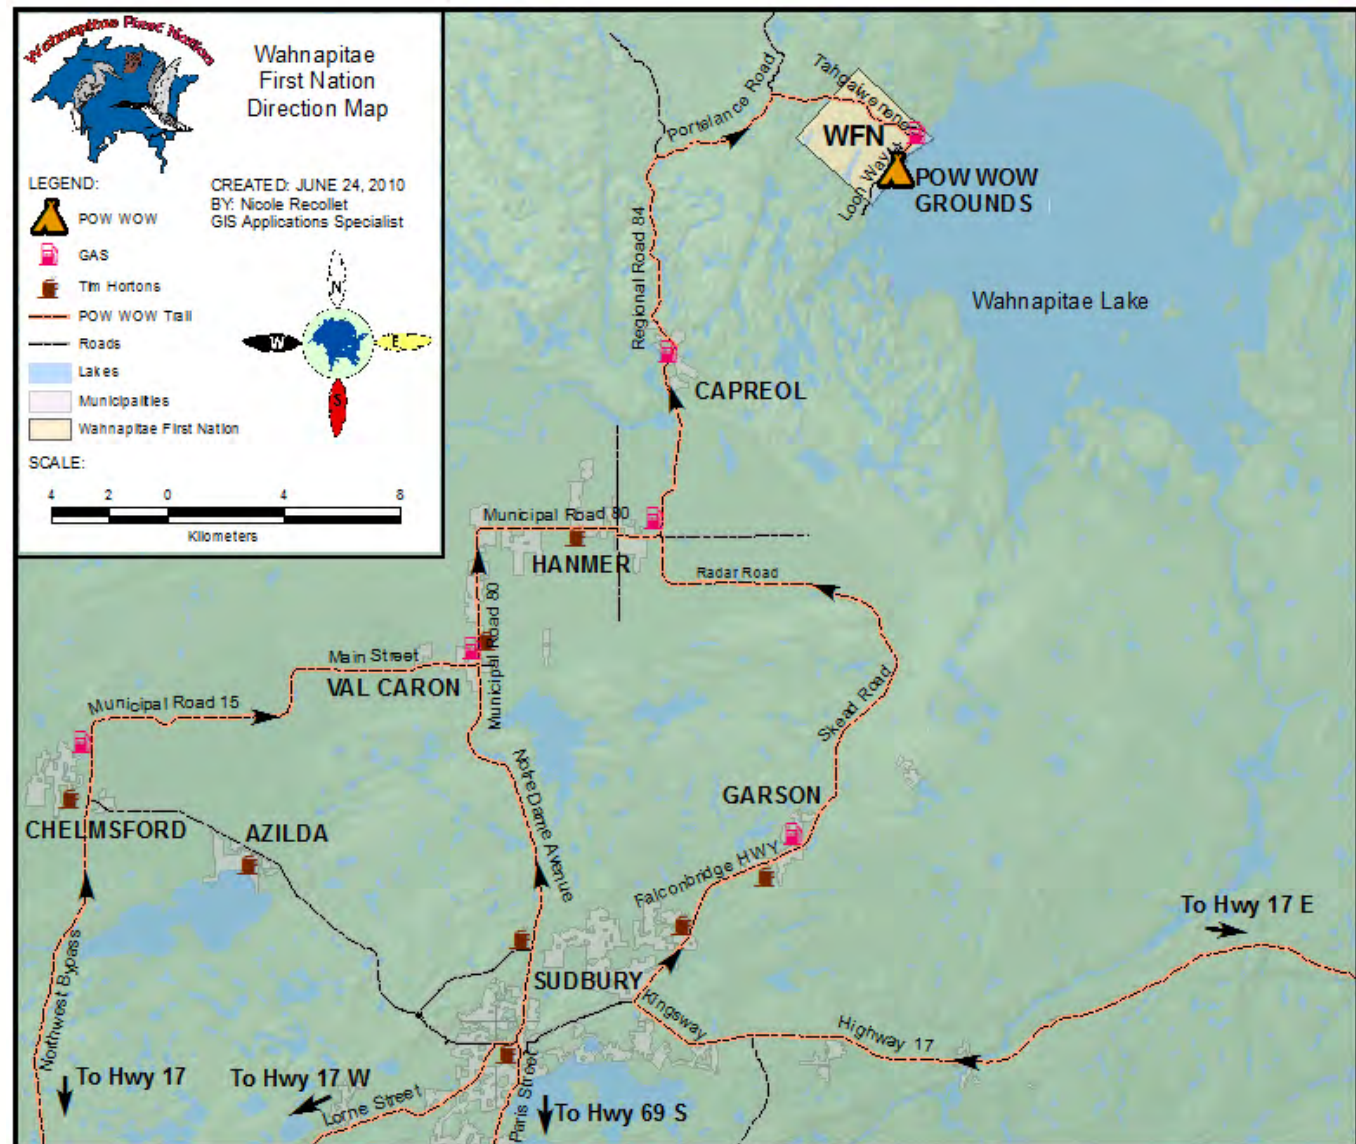 Wahnapitae First Nation
Wahnapitae
First Nation
Direction Map
LEGEND:
POW WOW
GAS
Tim Hortons
POW WOW Trail
Roads
Lakes
Municipalities
Wahnapitae First Nation
CREATED: JUNE 24, 2010
BY: Nicole Recollet
GIS Applications Specialist
N
W
E
S
SCALE:
4 2 0 4 8
Kilometers
Portelance Road
WFN
Loon Way
POW WOW
GROUNDS
Regional Road 84
Wahnapitae Lake
CAPREOL
Municipal Road 80
HANMER
Radar Road
Municipal Road 80
Main Street
VAL CARON
Municipal Road 15
Skead Road
Notre Dame Avenue
GARSON
CHELMSFORD
AZILDA
Falconbridge HWY
To Hwy 17 E
Northwest Bypass
SUDBURY
Kingsway
Highway 17
To Hwy 17
To Hwy 17 W
Lorne Street
Paris Street
To Hwy 69 S